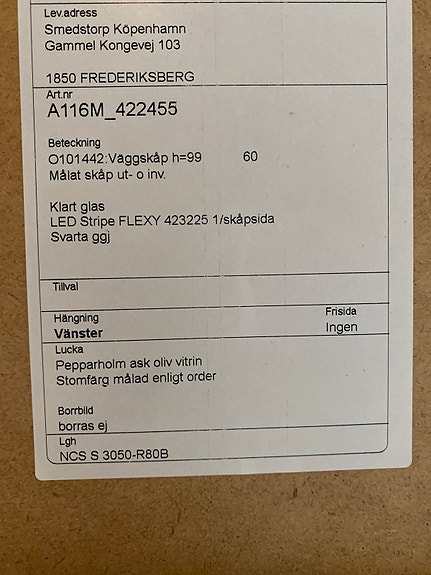 Lev.adress
Smedstorp Köpenhamn
Gammel Kongevej 103
1850 FREDERIKSBERG
Art.nr
A116M_422455
Beteckning
O101442:Väggskåp h=99 60
Målat skåp ut- o inv.
Klart glas
LED Stripe FLEXY 423225 1/skåpsida
Svarta ggj
Tillval
Hängning Frisida
Vänster Ingen
Lucka
Pepparholm ask oliv vitrin
Stomfärg målad enligt order
Borrbild
borras ej
Lgh
NCS S 3050-R80B